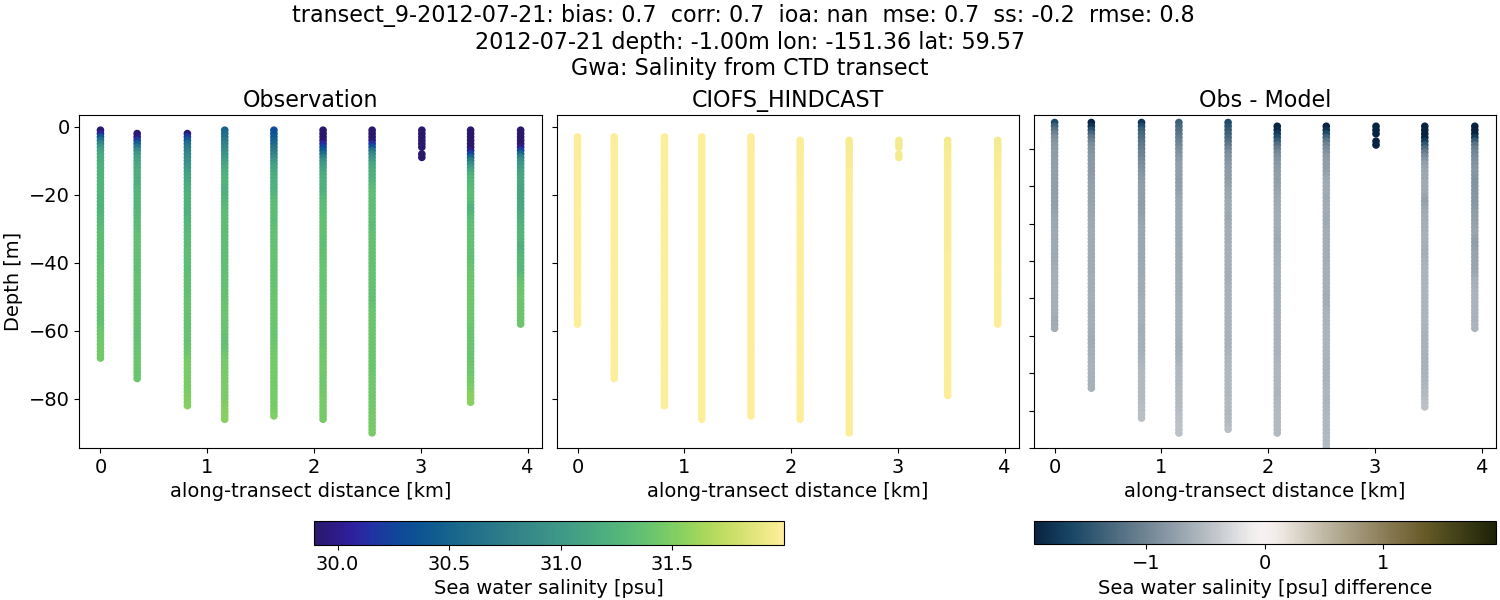 transect_9-2012-07-21: bias: 0.7  corr: 0.7  ioa: nan  mse: 0.7  ss: -0.2  rmse: 0.8
2012-07-21 depth: -1.00m lon: -151.36 lat: 59.57
Gwa: Salinity from CTD transect
Observation
CIOFS_HINDCAST
Obs - Model
Depth [m]
0
−20
−40
−60
−80
0 1 2 3 4
0 1 2 3 4
0 1 2 3 4
along-transect distance [km]
along-transect distance [km]
along-transect distance [km]
30.0 30.5 31.0 31.5
Sea water salinity [psu]
−1 0 1
Sea water salinity [psu] difference